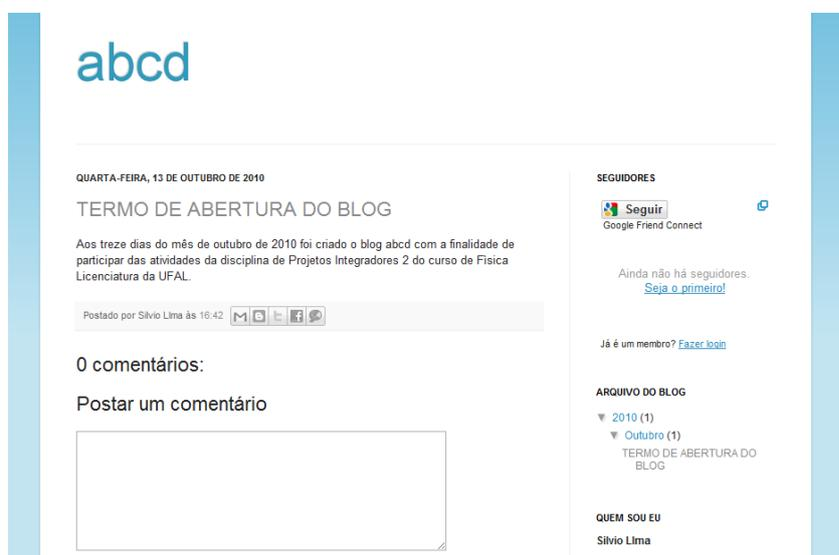 abcd
QUARTA-FEIRA, 13 DE OUTUBRO DE 2010
TERMO DE ABERTURA DO BLOG
Aos treze dias do mês de outubro de 2010 foi criado o blog abcd com a finalidade de
participar das atividades da disciplina de Projetos Integradores 2 do curso de Fisica
Licenciatura da UFAL.
Postado por Silvio LIma às 16:42
0 comentários:
Postar um comentário
SEGUIDORES
Seguir
Google Friend Connect
Ainda não há seguidores.
Seja o primeiro!
Já é um membro? Fazer login
ARQUIVO DO BLOG
▼ 2010 (1)
▼ Outubro (1)
TERMO DE ABERTURA DO
BLOG
QUEM SOU EU
Silvio LIma